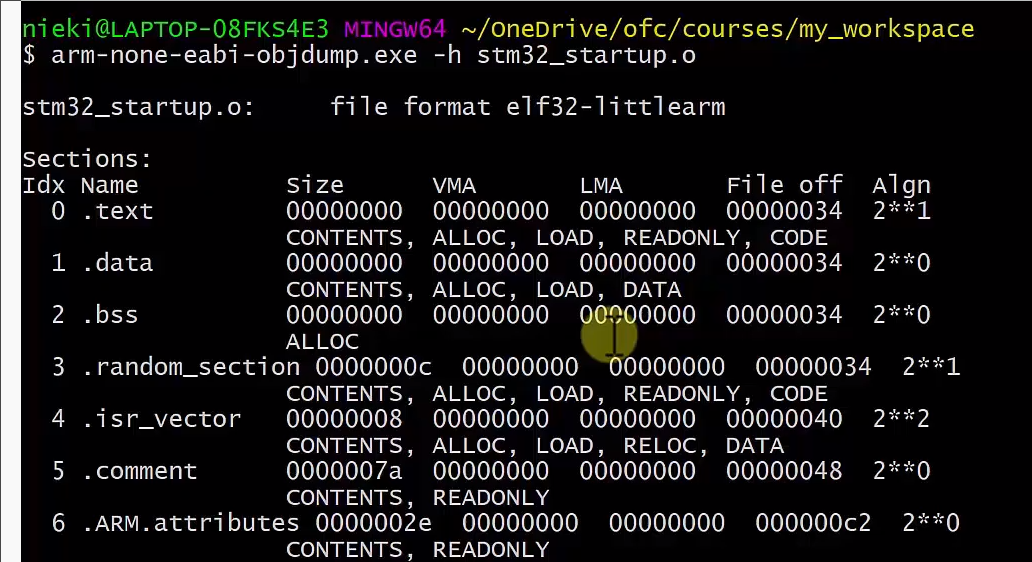 nieki@LAPTOP-O8FKS4E3 MINGW64 ~/OneDrive/ofc/courses/my_workspace
$ arm-none-eabi-objdump.exe -h stm32_startup.o
stm32_startup.o:     file format elf32-littlearm
Sections:
Idx Name          Size      VMA       LMA       File off  Algn
  0 .text         00000000  00000000  00000000  00000034  2**1
                  CONTENTS, ALLOC, LOAD, READONLY, CODE
  1 .data         00000000  00000000  00000000  00000034  2**0
                  CONTENTS, ALLOC, LOAD, DATA
  2 .bss          00000000  00000000  00000000  00000034  2**0
                  ALLOC
  3 .random_section 0000000c  00000000  00000000  00000034  2**1
                  CONTENTS, ALLOC, LOAD, READONLY, CODE
  4 .isr_vector   00000008  00000000  00000000  00000040  2**2
                  CONTENTS, ALLOC, LOAD, RELOC, DATA
  5 .comment      0000007a  00000000  00000000  00000048  2**0
                  CONTENTS, READONLY
  6 .ARM.attributes 0000002e  00000000  00000000  000000c2  2**0
                  CONTENTS, READONLY